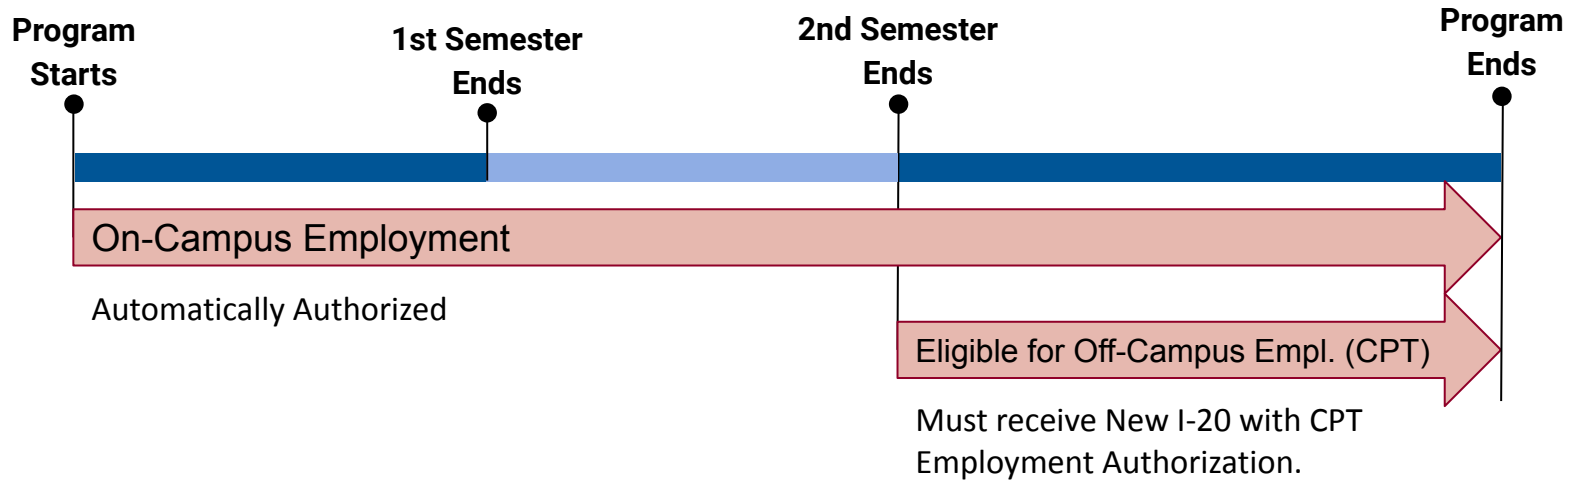 Program
Starts
1st Semester
Ends
2nd Semester
Ends
Program
Ends
On-Campus Employment
Automatically Authorized
Eligible for Off-Campus Empl. (CPT)
Must receive New I-20 with CPT
Employment Authorization.